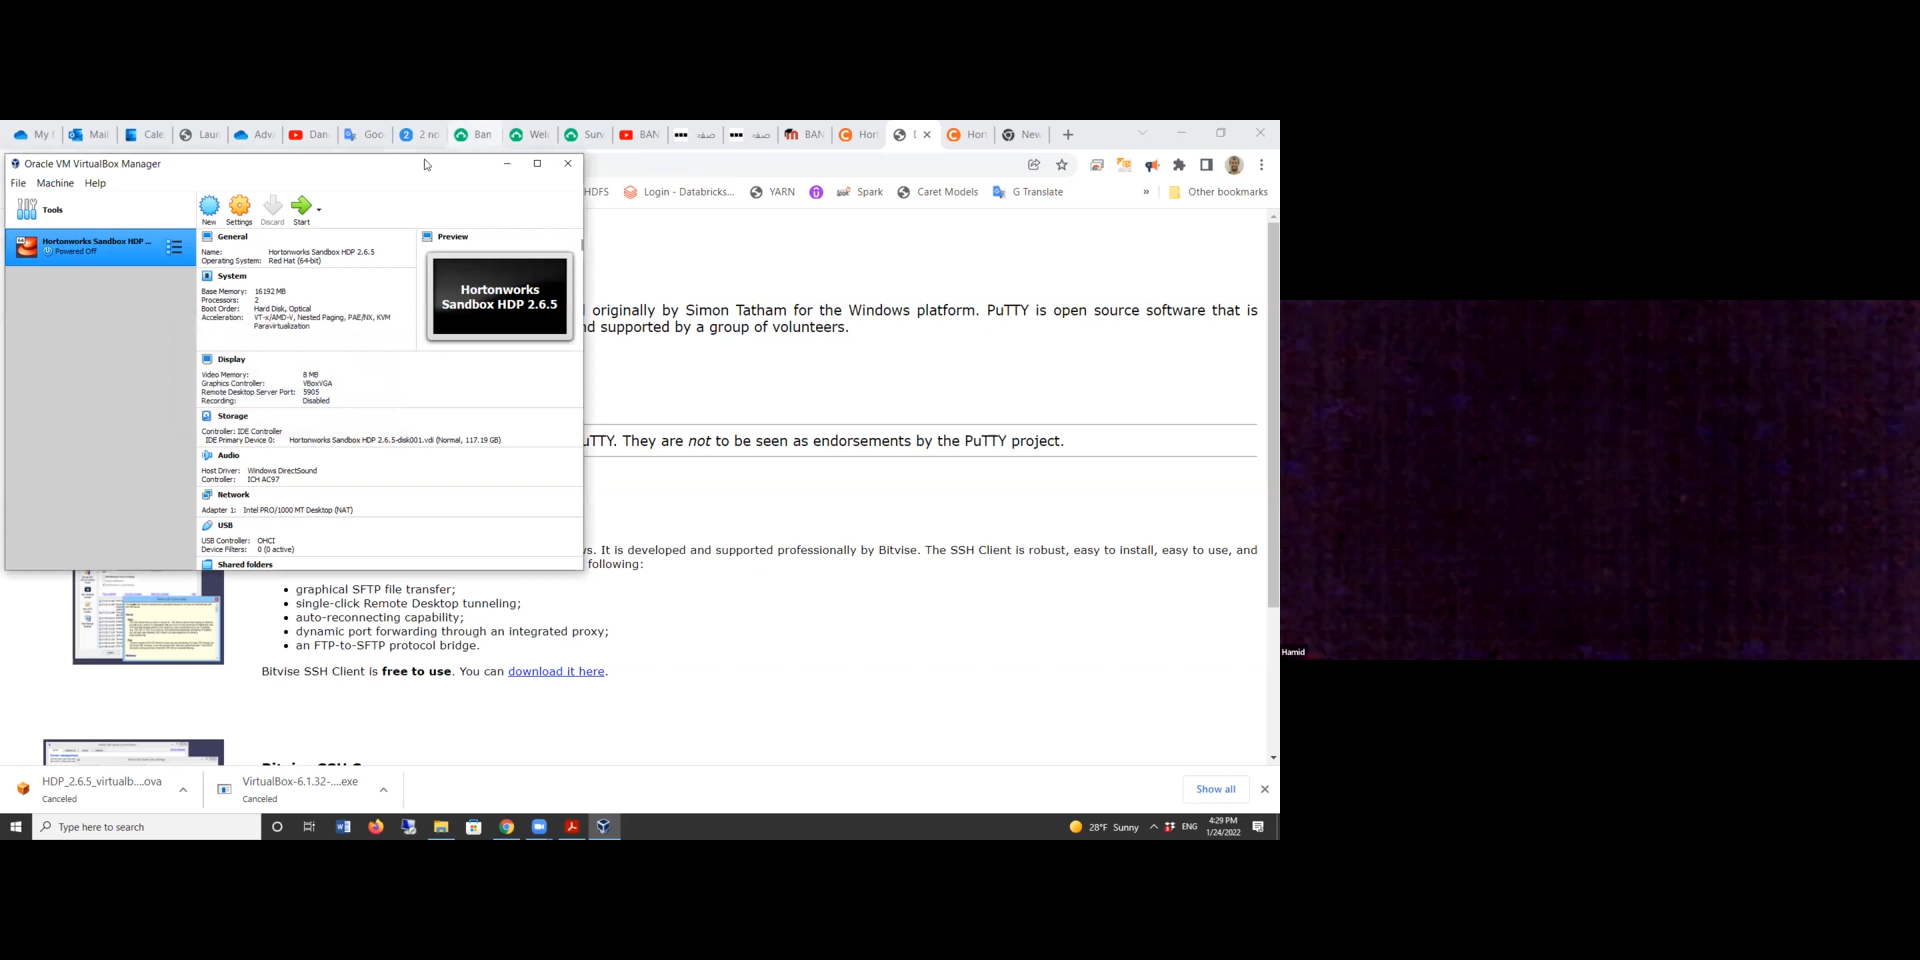 My
Mail
Cale
Laun
Adva
Dan
Goo
2 2 no
Ban
Welc
Surv
BAN
صفـ
صفـ
BAN
Hor
Hor
New
Oracle VM VirtualBox Manager
File Machine Help
HDFS
Login - Databricks...
YARN
Spark
Caret Models
G Translate
»
Other bookmarks
Tools
New
Settings
Discard
Start
Hortonworks Sandbox HDP ...
Powered Off
General
Name: Hortonworks Sandbox HDP 2.6.5
Operating System: Red Hat (64-bit)
System
Base Memory: 16192 MB
Processors: 2
Boot Order: Hard Disk, Optical
Acceleration: VT-x/AMD-V, Nested Paging, PAE/NX, KVM
Paravirtualization
Preview
Hortonworks
Sandbox HDP 2.6.5
Display
Video Memory: 8 MB
Graphics Controller: VBoxVGA
Remote Desktop Server Port: 5905
Recording: Disabled
Storage
Controller: IDE Controller
IDE Primary Device 0: Hortonworks Sandbox HDP 2.6.5-disk001.vdi (Normal, 117.19 GB)
Audio
Host Driver: Windows DirectSound
Controller: ICH AC97
Network
Adapter 1: Intel PRO/1000 MT Desktop (NAT)
USB
USB Controller: OHCI
Device Filters: 0 (0 active)
Shared folders
originally by Simon Tatham for the Windows platform. PuTTY is open source software that is
nd supported by a group of volunteers.
uTTY. They are not to be seen as endorsements by the PuTTY project.
s. It is developed and supported professionally by Bitvise. The SSH Client is robust, easy to install, easy to use, and
following:
• graphical SFTP file transfer;
• single-click Remote Desktop tunneling;
• auto-reconnecting capability;
• dynamic port forwarding through an integrated proxy;
• an FTP-to-SFTP protocol bridge.
Bitvise SSH Client is free to use. You can download it here.
HDP_2.6.5_virtualb....ova
Canceled
VirtualBox-6.1.32-....exe
Canceled
Show all
Type here to search
28°F Sunny
ENG
4:29 PM
1/24/2022
Hamid